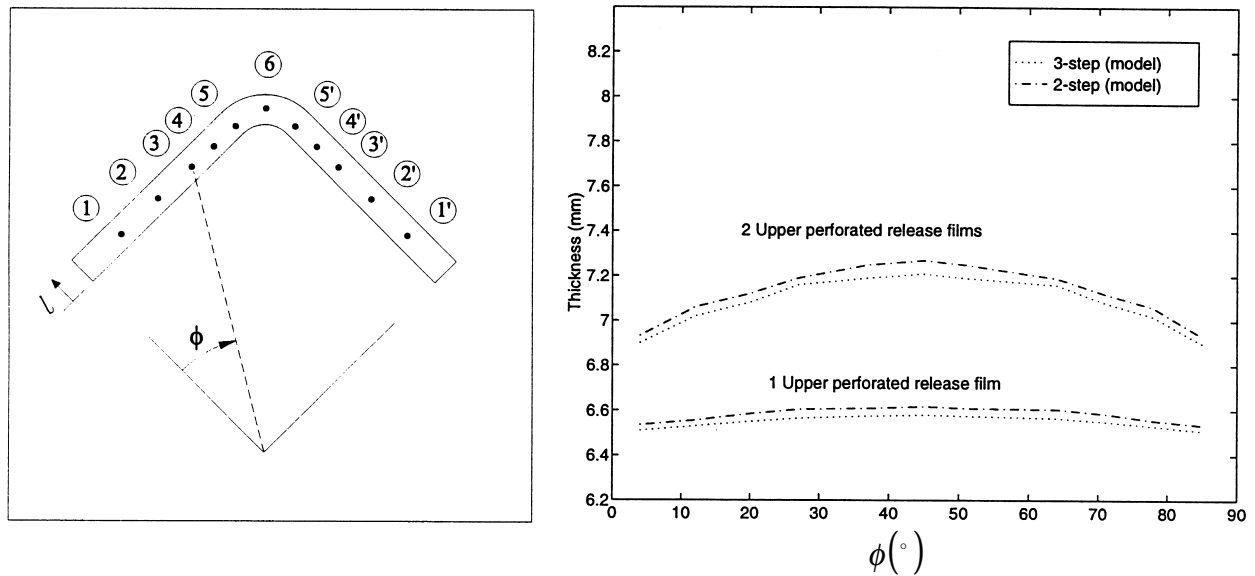 6
5
5'
4
4'
3
3'
2
2'
1
1'
l
ϕ
8.2
8
7.8
7.6
7.4
7.2
7
6.8
6.6
6.4
6.2
Thickness (mm)
3-step (model)
2-step (model)
2 Upper perforated release films
1 Upper perforated release film
0 10 20 30 40 50 60 70 80 90
ϕ(°)